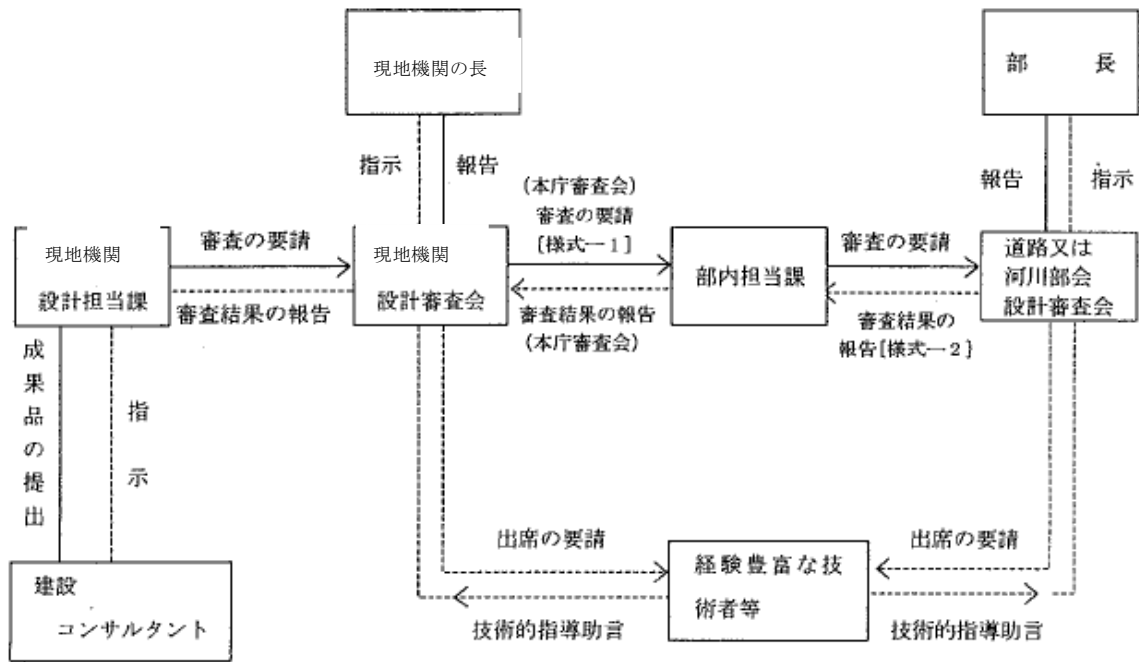 現地機関の長
部 長
指示
報告
(本庁審査会)
審査の要請
[様式―1]
報告
指示
現地機関
設計担当課
審査の要請
審査結果の報告
現地機関
設計審査会
審査結果の報告
(本庁審査会)
部内担当課
審査の要請
審査結果の
報告[様式―2]
道路又は
河川部会
設計審査会
成果品の提出
指示
出席の要請
技術的指導助言
経験豊富な技
術者等
出席の要請
技術的指導助言
建設
コンサルタント